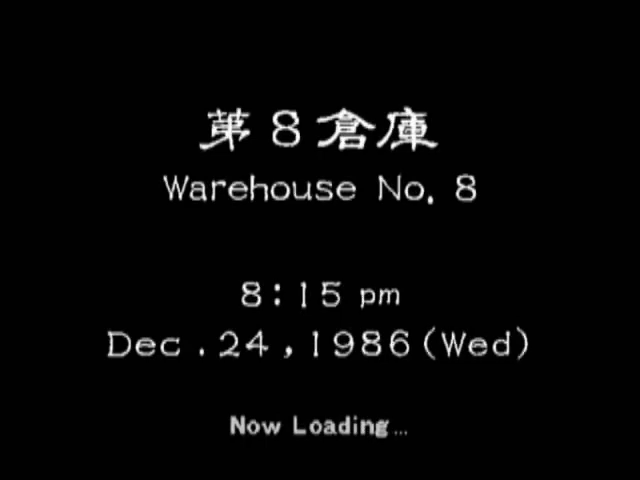 第8倉庫
Warehouse No. 8
8:15 pm
Dec.24,1986(Wed)
Now Loading...